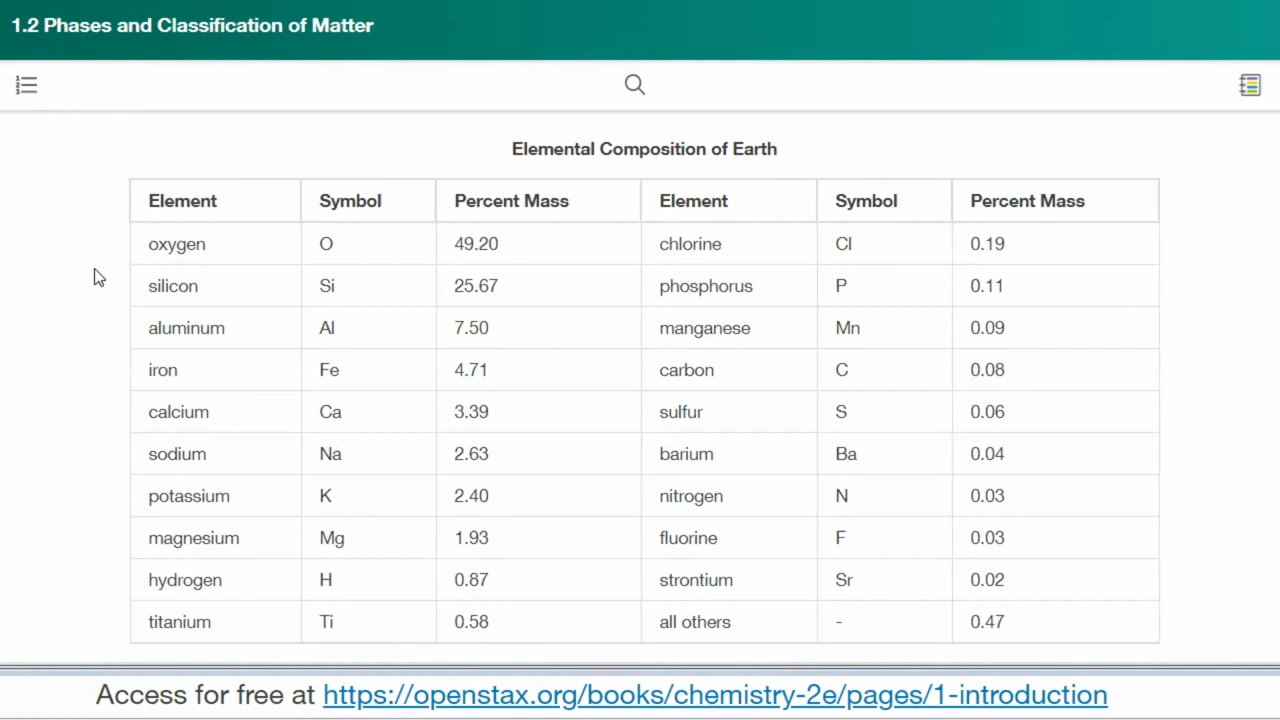 1.2 Phases and Classification of Matter
Elemental Composition of Earth
Element Symbol Percent Mass Element Symbol Percent Mass
oxygen O 49.20 chlorine Cl 0.19
silicon Si 25.67 phosphorus P 0.11
aluminum Al 7.50 manganese Mn 0.09
iron Fe 4.71 carbon C 0.08
calcium Ca 3.39 sulfur S 0.06
sodium Na 2.63 barium Ba 0.04
potassium K 2.40 nitrogen N 0.03
magnesium Mg 1.93 fluorine F 0.03
hydrogen H 0.87 strontium Sr 0.02
titanium Ti 0.58 all others - 0.47
Access for free at https://openstax.org/books/chemistry-2e/pages/1-introduction